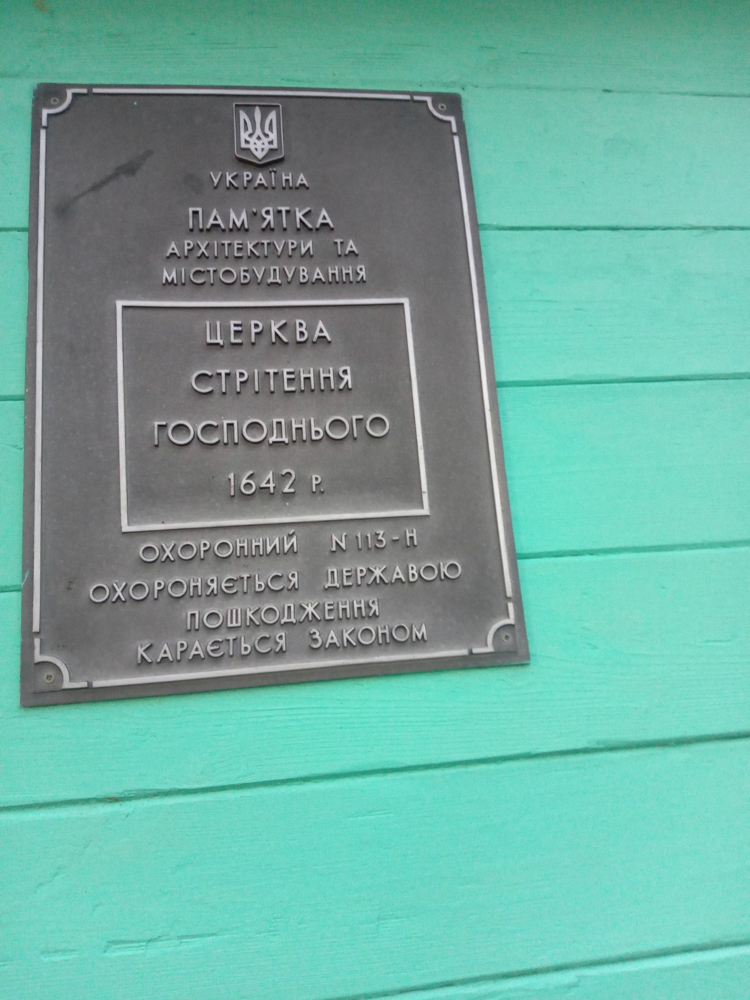 УКРАЇНА
ПАМ'ЯТКА
АРХІТЕКТУРИ ТА
МІСТОБУДУВАННЯ
ЦЕРКВА
СТРІТЕННЯ
ГОСПОДНЬОГО
1642 Р.
ОХОРОННИЙ N 113-Н
ОХОРОНЯЄТЬСЯ ДЕРЖАВОЮ
ПОШКОДЖЕННЯ
КАРАЄТЬСЯ ЗАКОНОМ